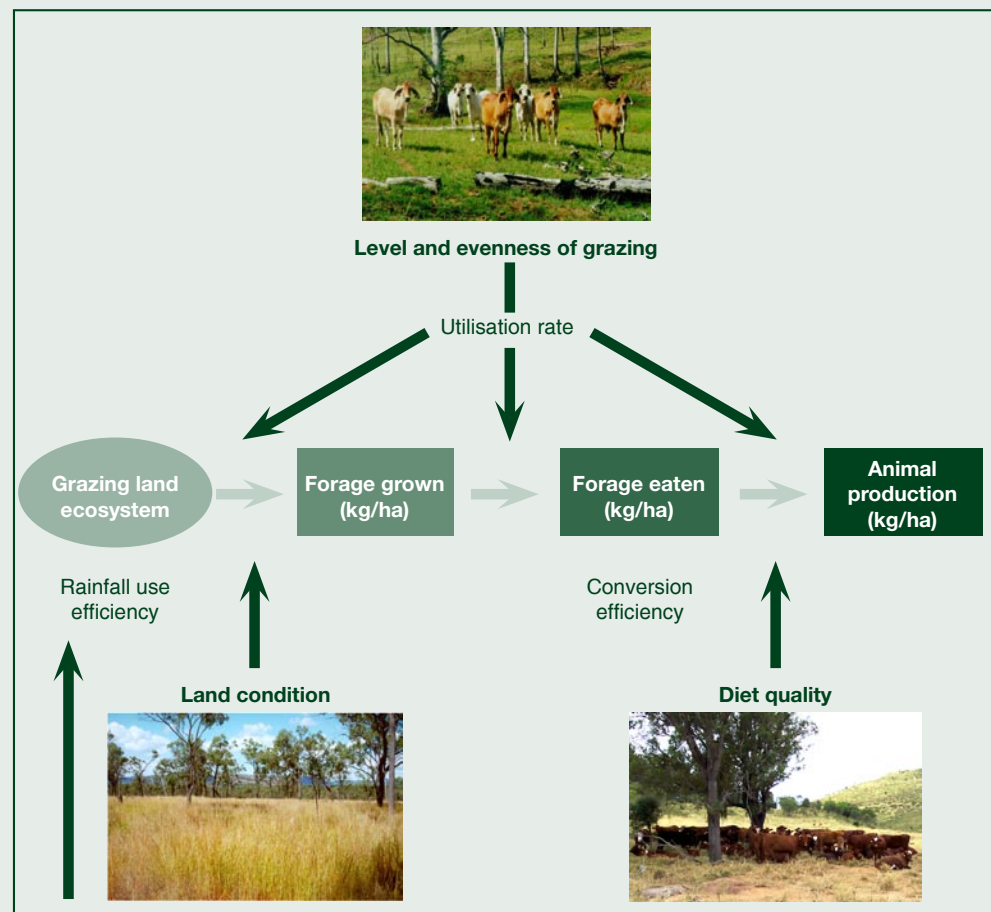 Level and evenness of grazing
Utilisation rate
Grazing land
ecosystem
Forage grown
(kg/ha)
Forage eaten
(kg/ha)
Animal
production
(kg/ha)
Rainfall use
efficiency
Conversion
efficiency
Land condition
Diet quality